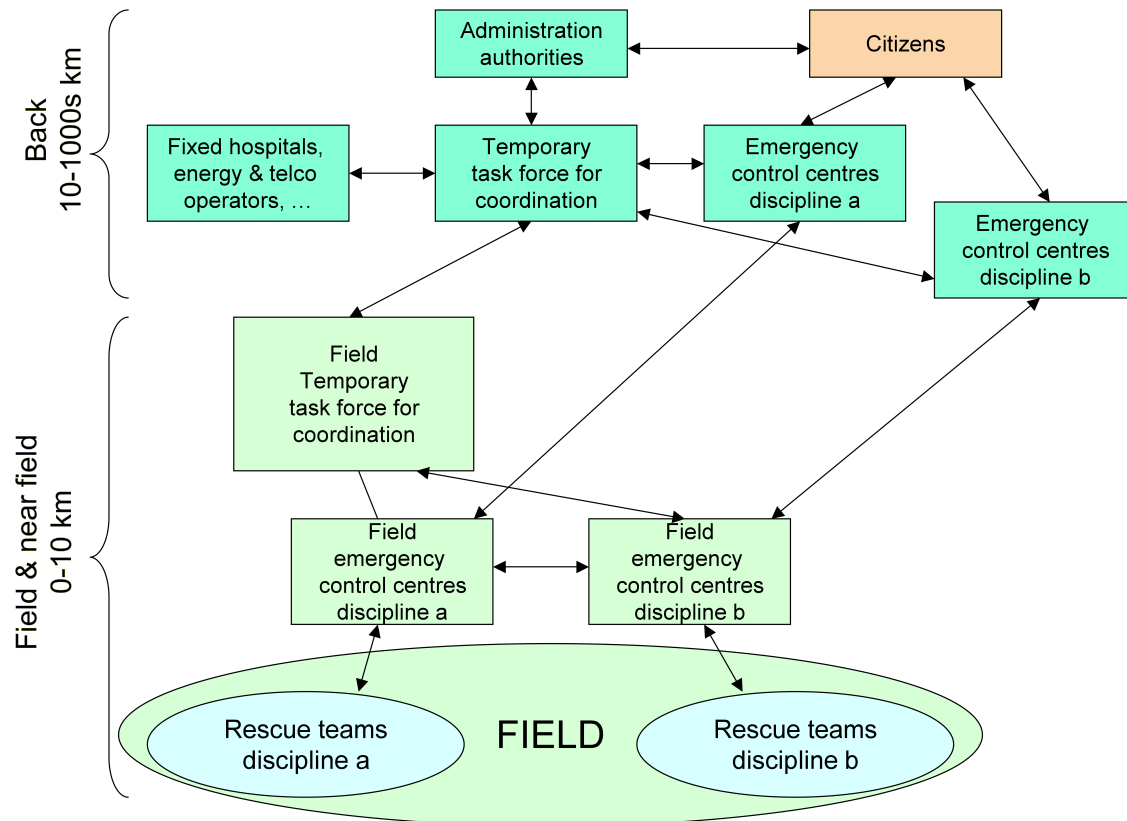 Back
10-1000s km
Administration
authorities
Citizens
Fixed hospitals,
energy & telco
operators, …
Temporary
task force for
coordination
Emergency
control centres
discipline a
Emergency
control centres
discipline b
Field & near field
0-10 km
Field
Temporary
task force for
coordination
Field
emergency
control centres
discipline a
Field
emergency
control centres
discipline b
Rescue teams
discipline a
FIELD
Rescue teams
discipline b